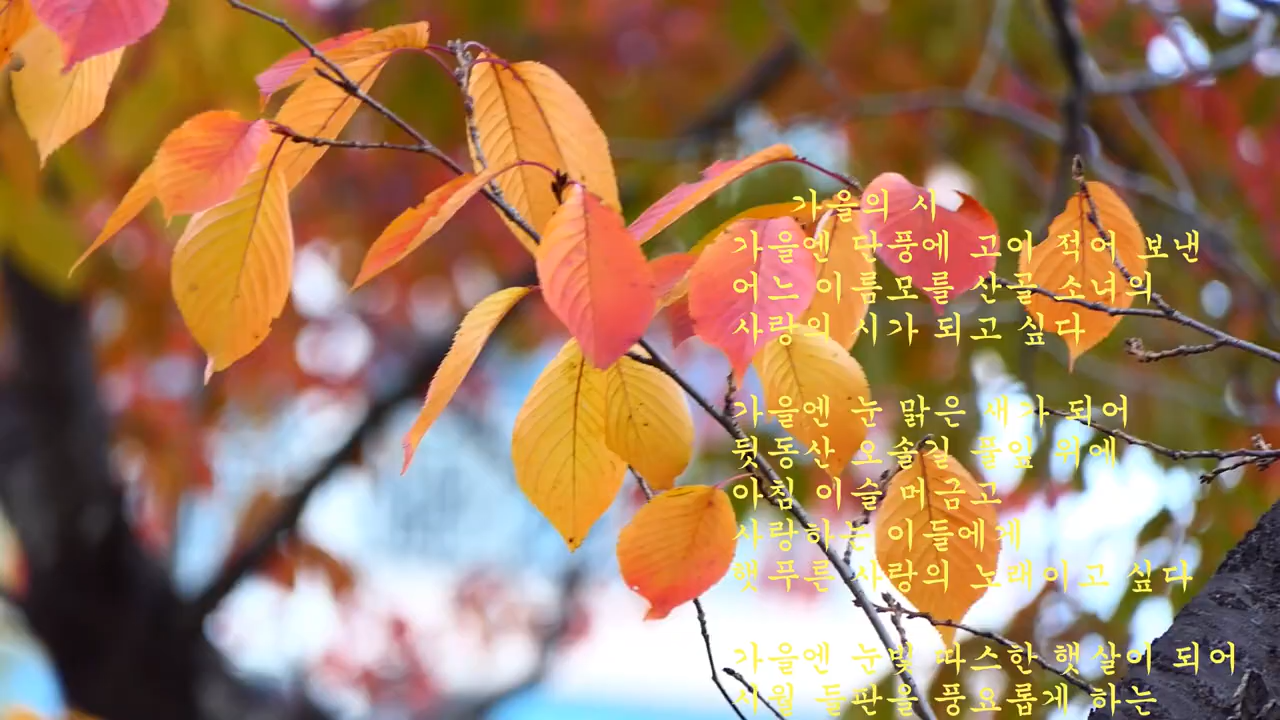 가을의 시
가을엔 단풍에 고이 적어 보낸
어느 이름모를 산골 소녀의
사랑의 시가 되고 싶다
가을엔 눈 맑은 새가 되어
뒷동산 오솔길 풀잎 위에
아침 이슬 머금고
사랑하는 이들에게
햇푸른 사랑의 노래이고 싶다
가을엔 눈빛 따스한 햇살이 되어
시월 들판을 풍요롭게 하는